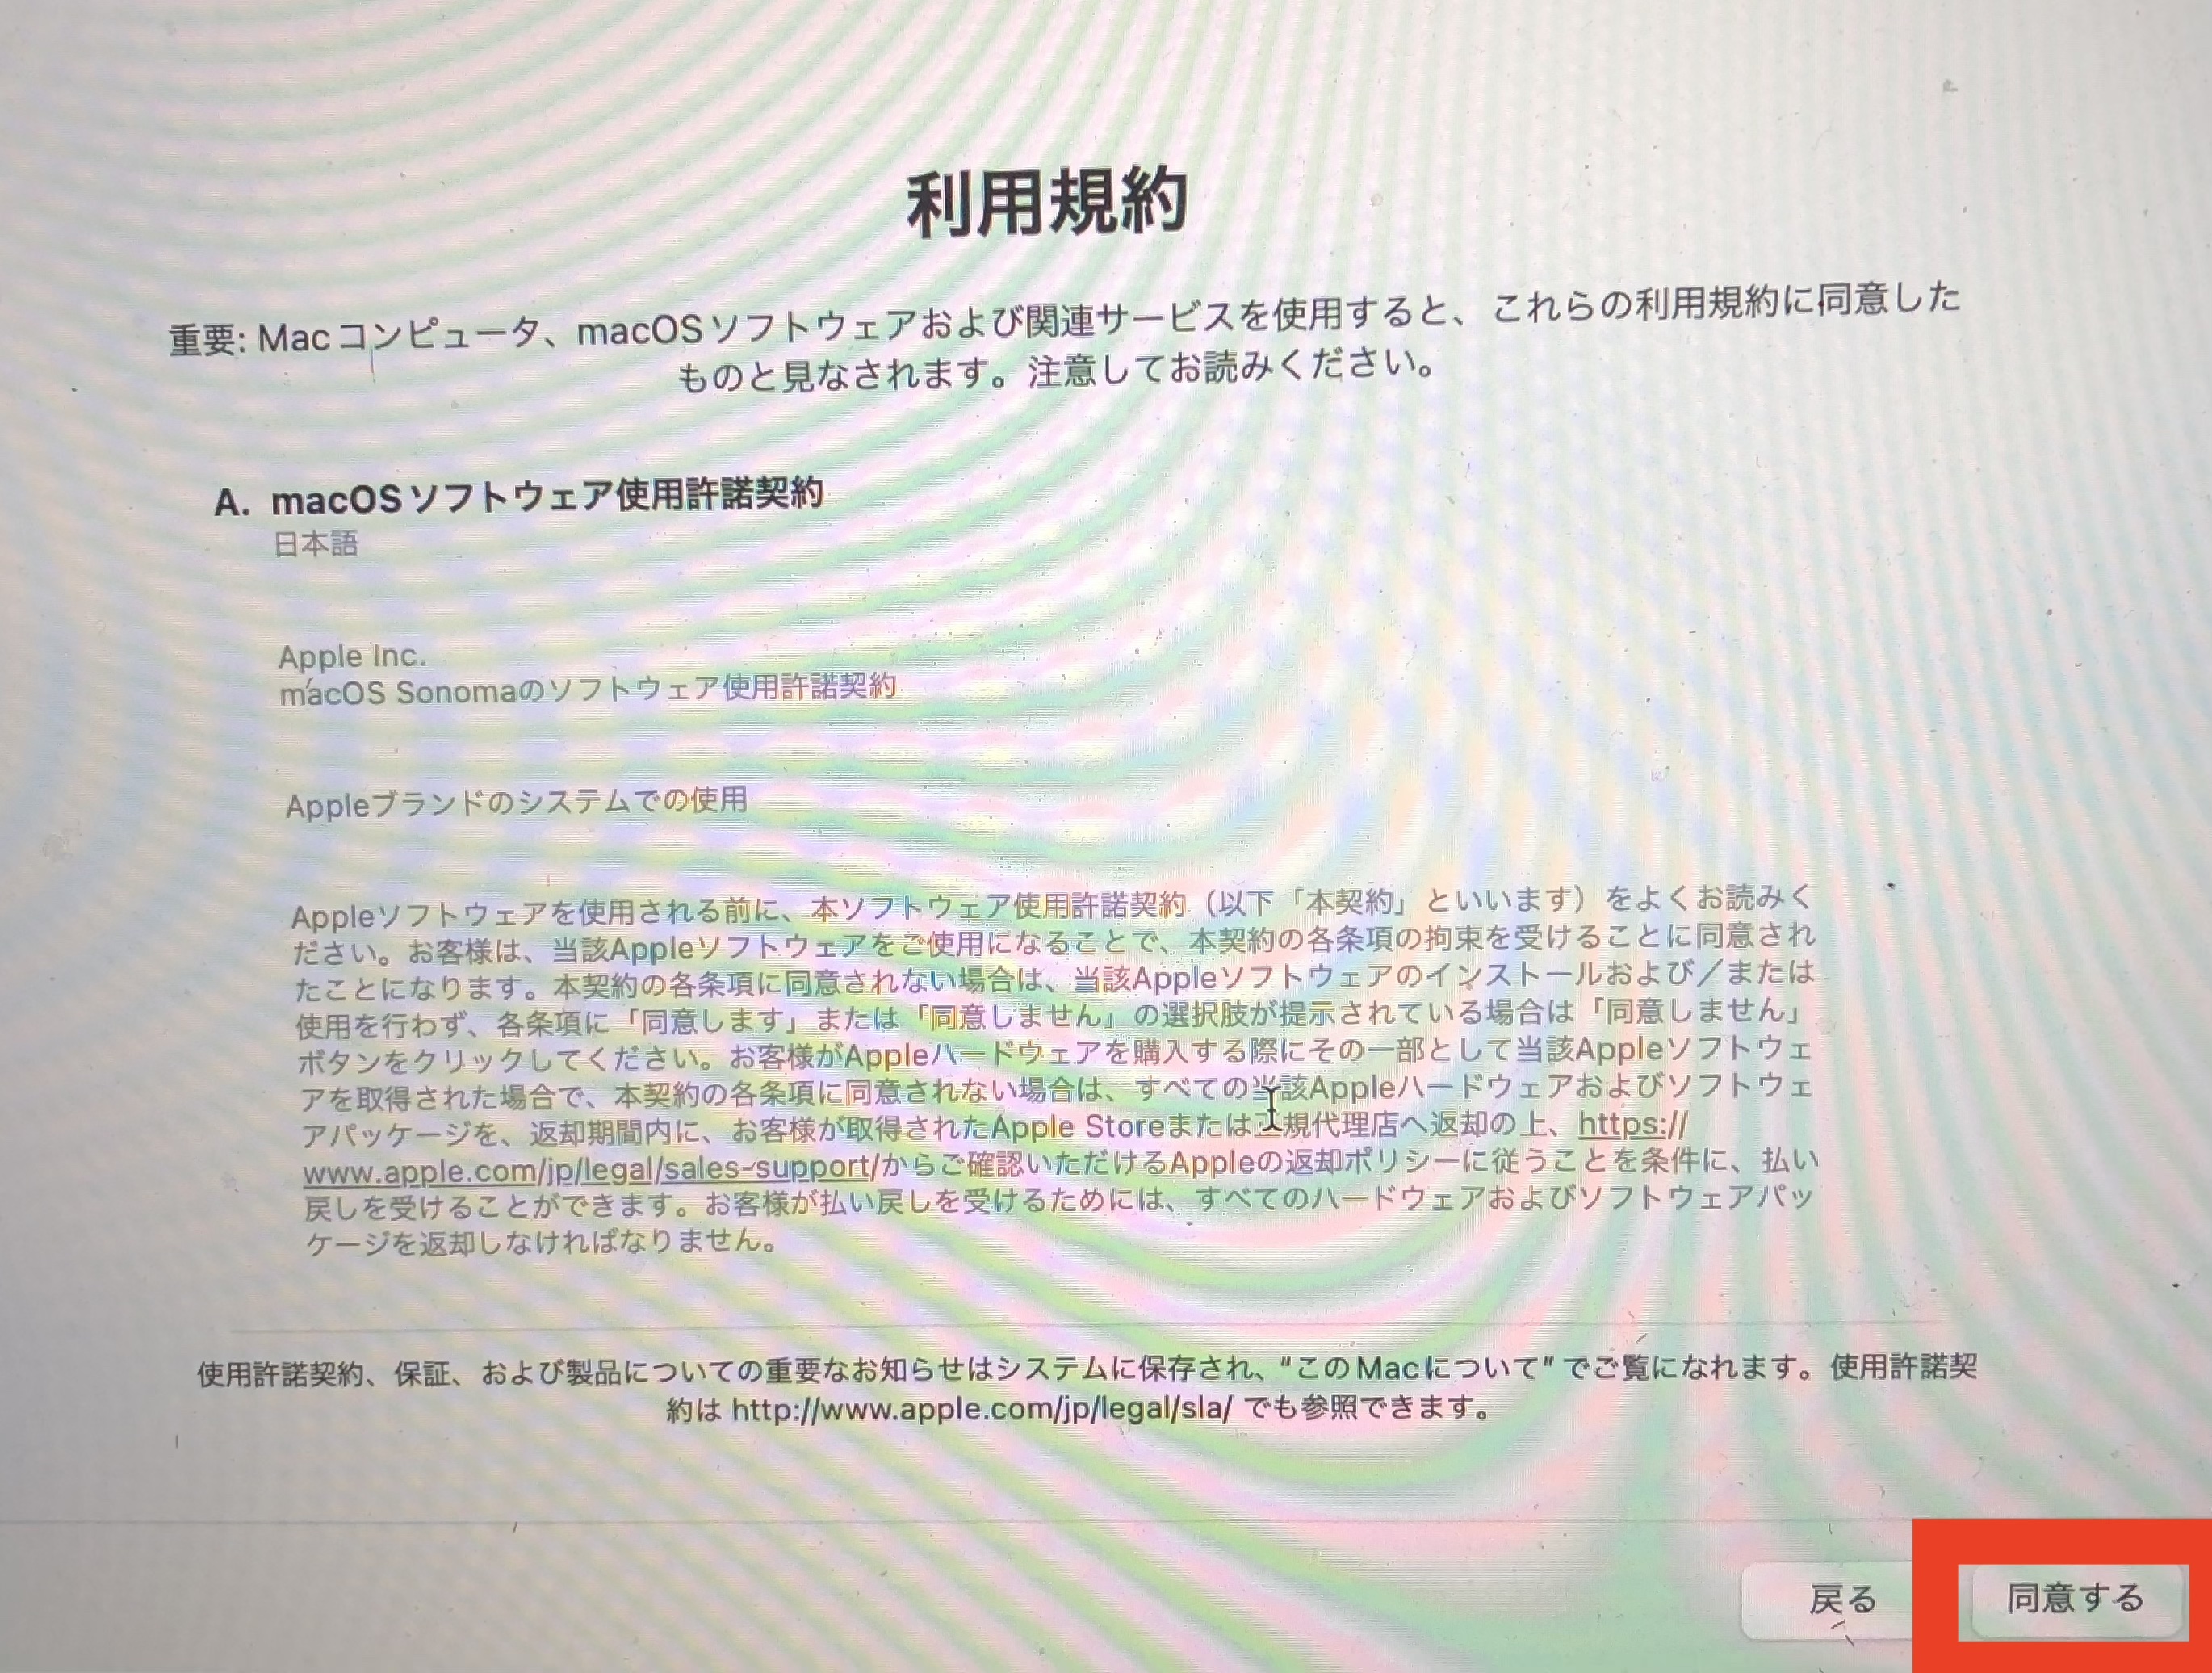 利用規約
重要: Macコンピュータ、macOSソフトウェアおよび関連サービスを使用すると、これらの利用規約に同意した
ものと見なされます。注意してお読みください。
A. macOSソフトウェア使用許諾契約
日本語
Apple Inc.
macOS Sonomaのソフトウェア使用許諾契約
Appleブランドのシステムでの使用
Appleソフトウェアを使用される前に、本ソフトウェア使用許諾契約（以下「本契約」といいます）をよくお読みく
ださい。お客様は、当該Appleソフトウェアをご使用になることで、本契約の各条項の拘束を受けることに同意され
たことになります。本契約の各条項に同意されない場合は、当該Appleソフトウェアのインストールおよび／または
使用を行わず、各条項に「同意します」または「同意しません」の選択肢が提示されている場合は「同意しません」
ボタンをクリックしてください。お客様がAppleハードウェアを購入する際にその一部として当該Appleソフトウェ
アを取得された場合で、本契約の各条項に同意されない場合は、すべての当該Appleハードウェアおよびソフトウェ
アパッケージを、返却期間内に、お客様が取得されたApple Storeまたは正規代理店へ返却の上、https://
www.apple.com/jp/legal/sales-support/からご確認いただけるAppleの返却ポリシーに従うことを条件に、払い
戻しを受けることができます。お客様が払い戻しを受けるためには、すべてのハードウェアおよびソフトウェアパッ
ケージを返却しなければなりません。
使用許諾契約、保証、および製品についての重要なお知らせはシステムに保存され、"このMacについて" でご覧になれます。使用許諾契
約は http://www.apple.com/jp/legal/sla/ でも参照できます。
戻る
同意する